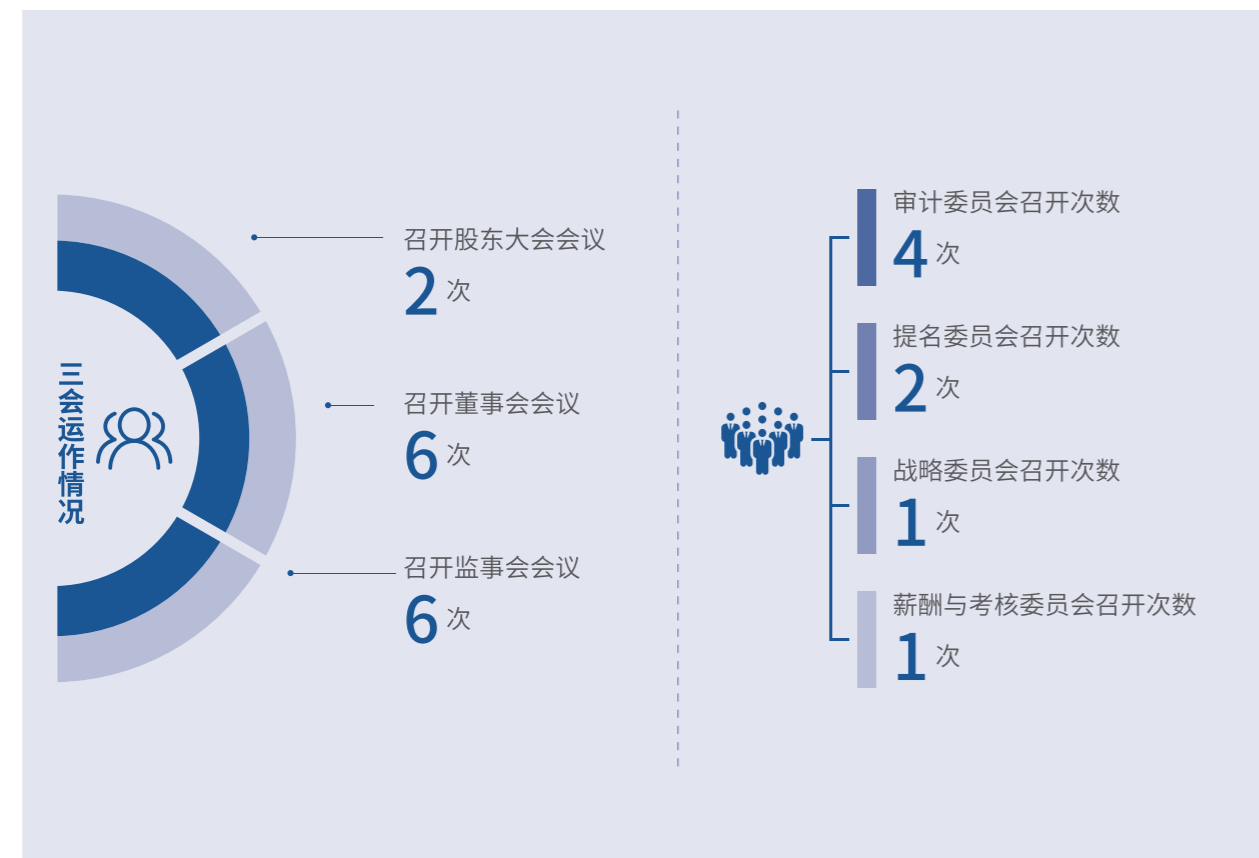 三会运作情况
召开股东大会会议
2 次
召开董事会会议
6 次
召开监事会会议
6 次
审计委员会召开次数
4 次
提名委员会召开次数
2 次
战略委员会召开次数
1 次
薪酬与考核委员会召开次数
1 次